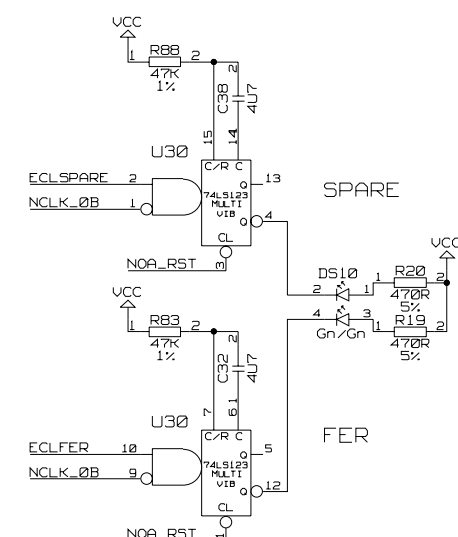 VCC
1 R88 2
47K
1%
2
C38
4U7
15
14
U30
C/R C
ECLSPARE 2
NCLK_0B 1
Q 13
74LS123
MULTI
VIB
Q 4
CL
NOA_RST 3
SPARE
VCC
DS10
2 1
1 R20 2
470R
5%
4 3
Gn/Gn
1 R19 2
470R
5%
VCC
1 R83 2
47K
1%
2
C32
4U7
7
6 1
U30
C/R C
ECLFER 10
NCLK_0B 9
Q 5
74LS123
MULTI
VIB
Q 12
CL
NOA_RST
FER